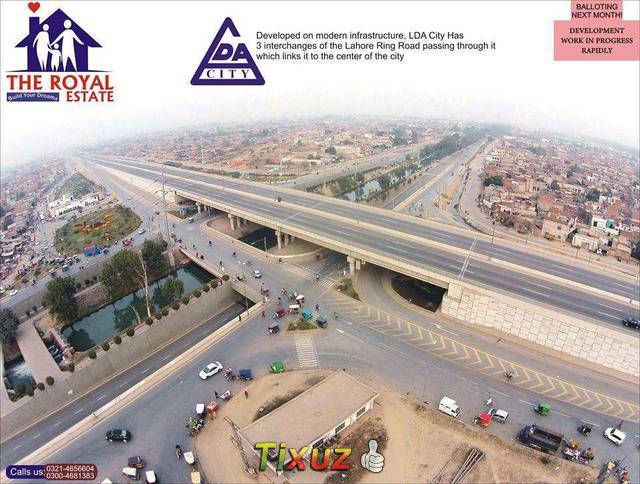 THE ROYAL
Build Your Dreams
ESTATE
LDA
CITY
Developed on modern infrastructure, LDA City Has
3 interchanges of the Lahore Ring Road passing through it
which links it to the center of the city
BALLOTING
NEXT MONTH!
DEVELOPMENT
WORK IN PROGRESS
RAPIDLY
Calls us:
0321-4656604
0300-4681383
Tixuz